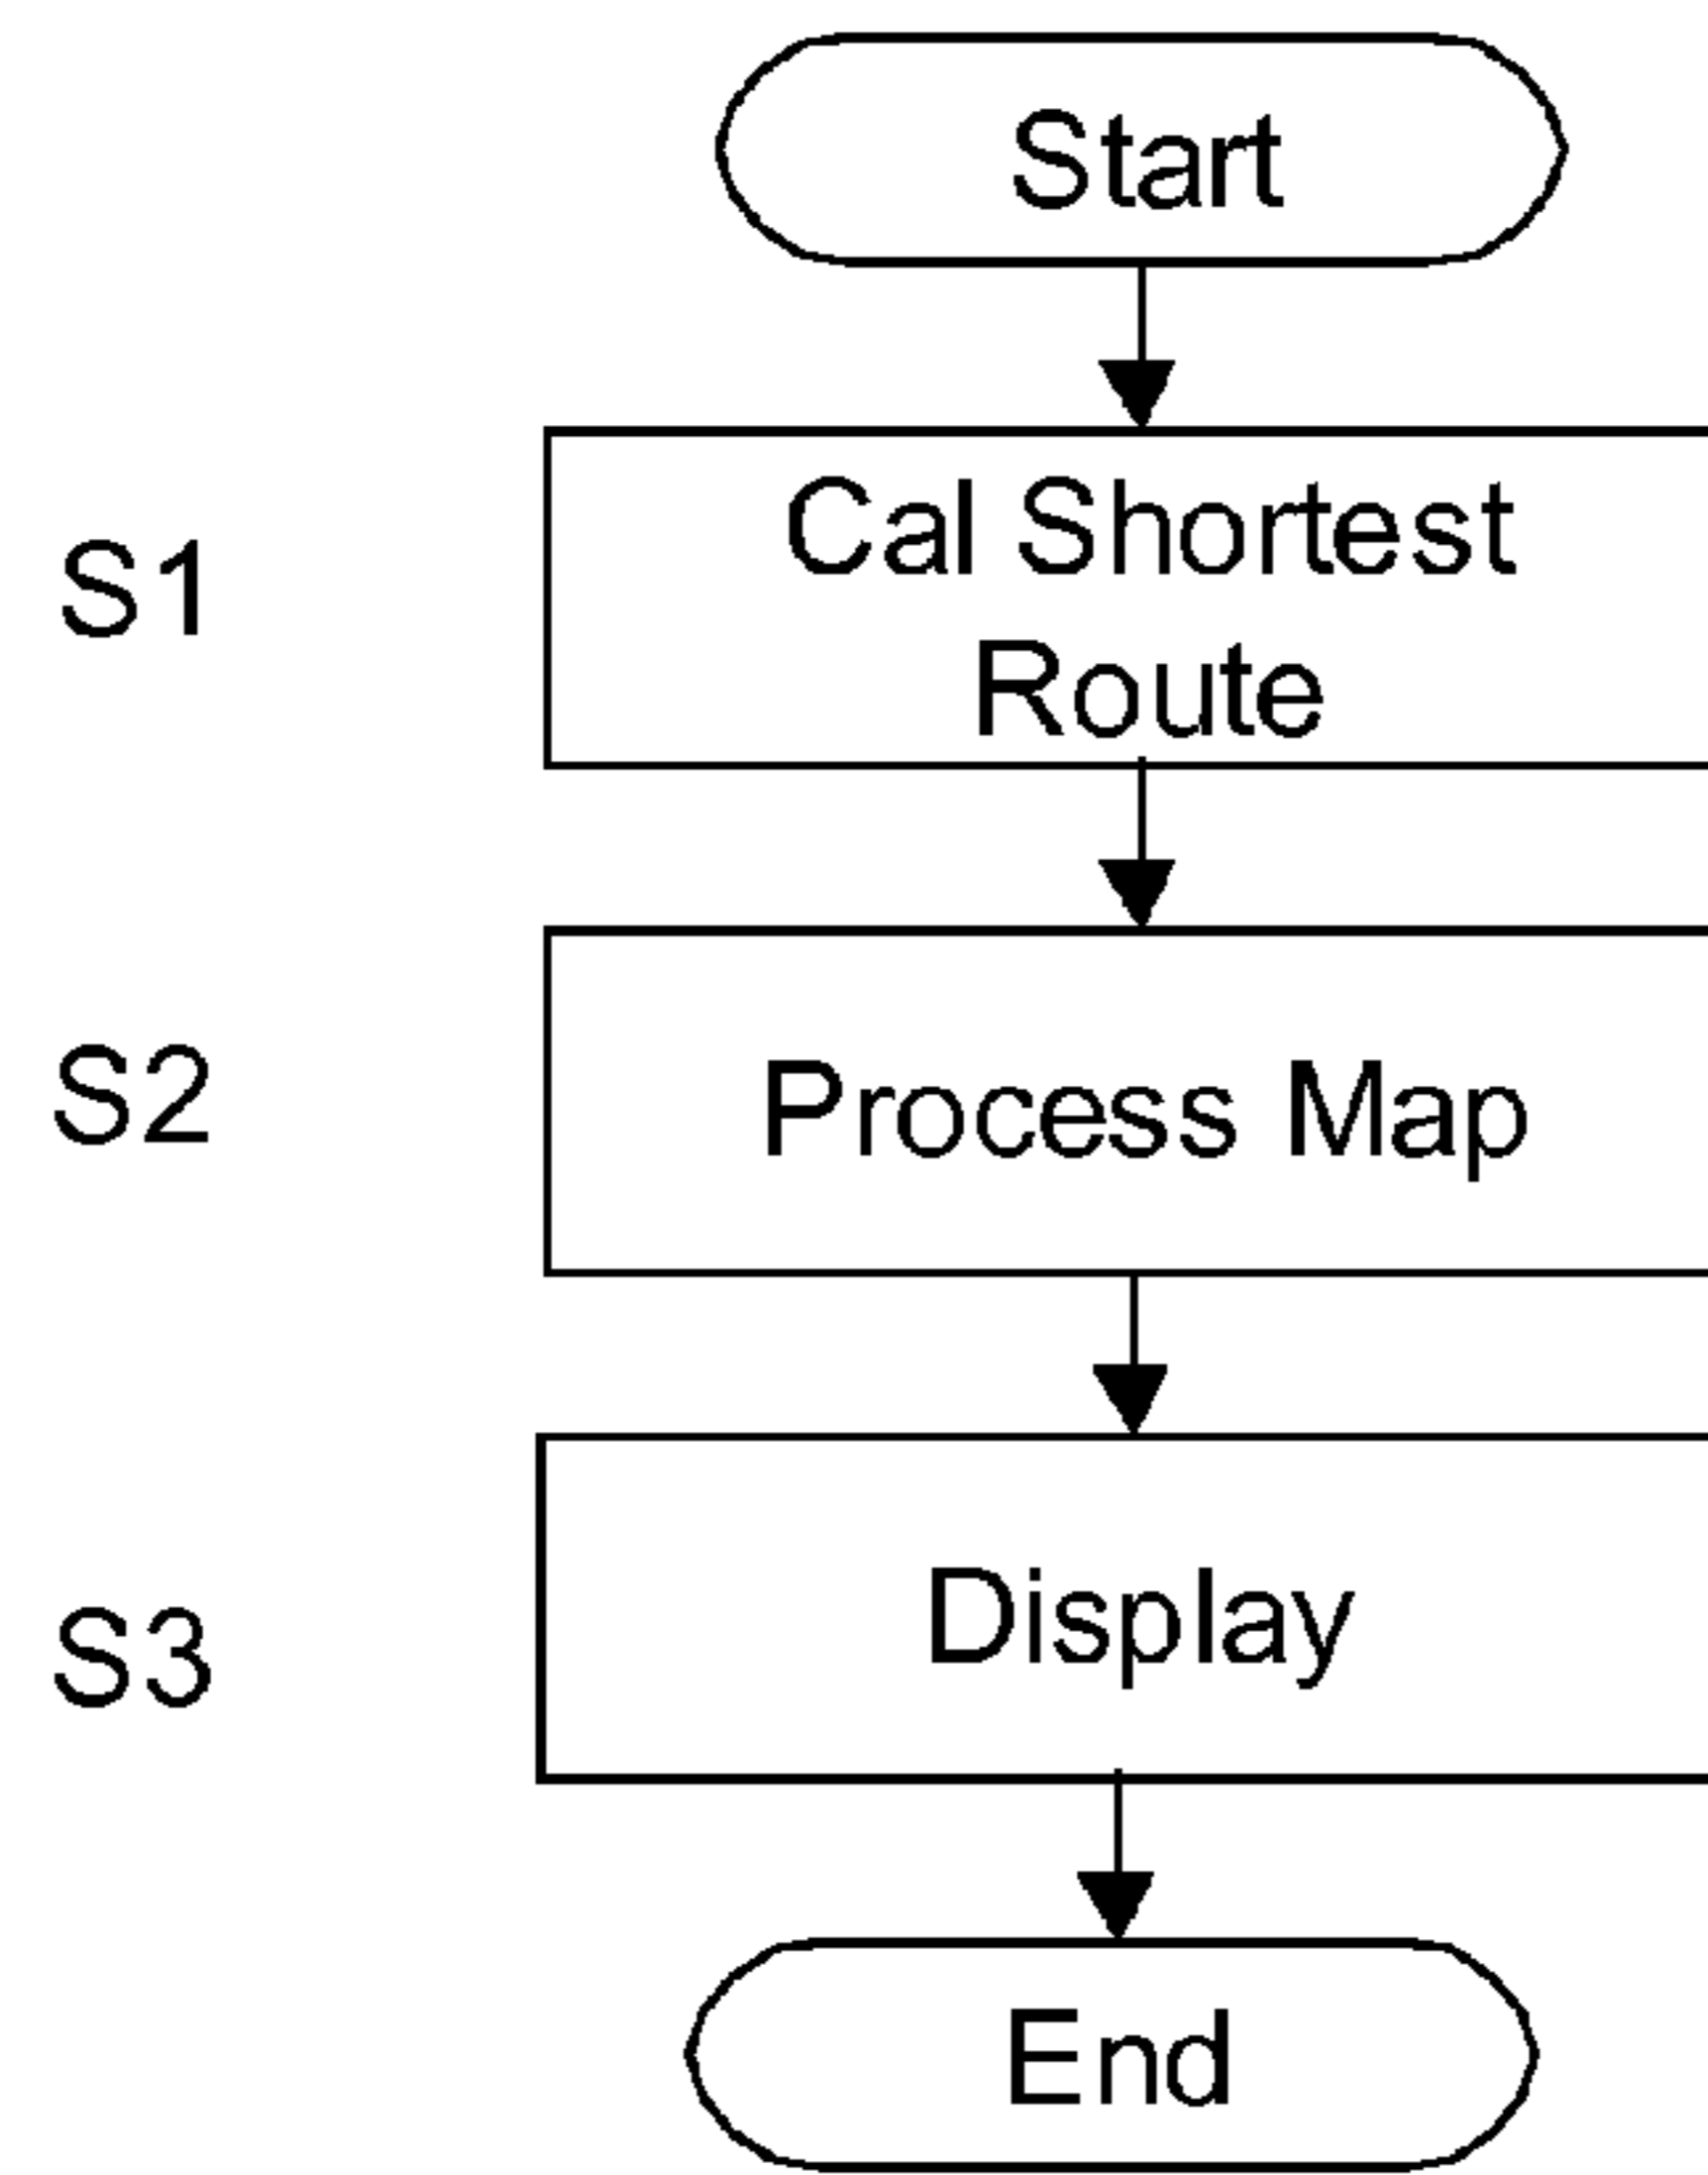 Start
S1
Cal Shortest
Route
S2
Process Map
S3
Display
End